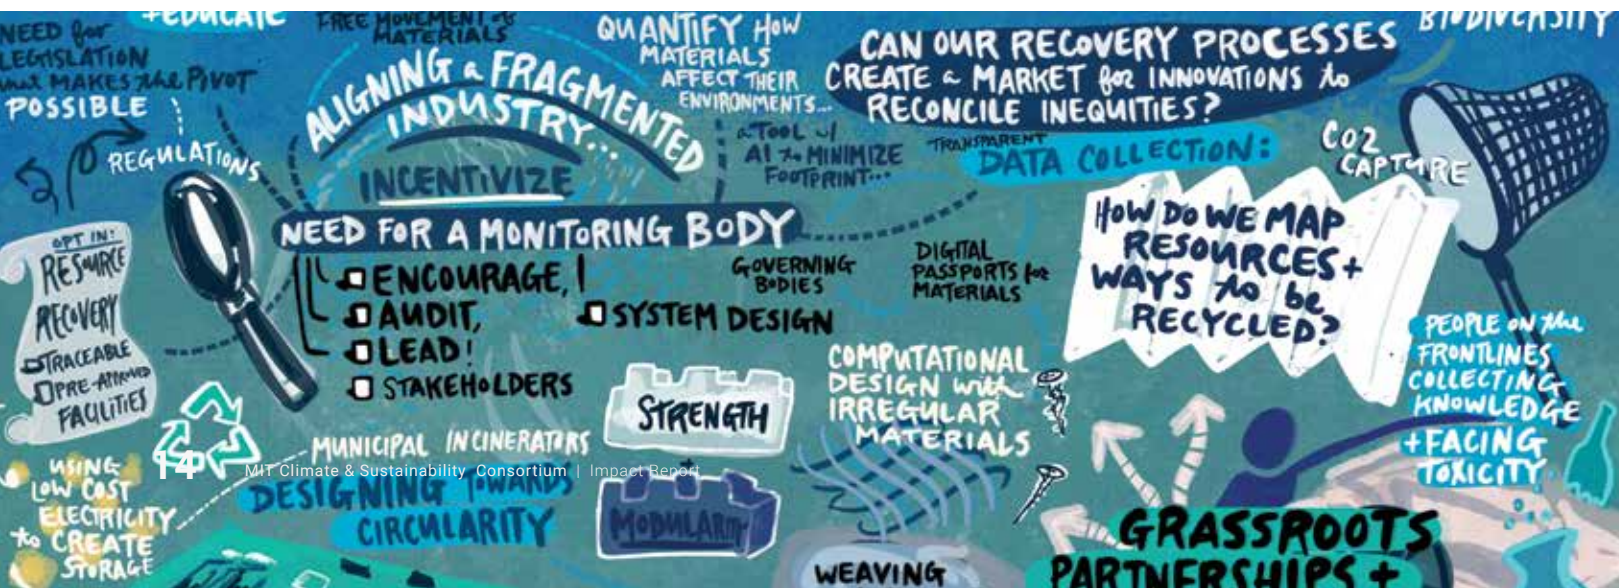 +EDUCATE
NEED for
LEGISLATION
that MAKES the PIVOT
POSSIBLE
REGULATIONS
FREE MOVEMENT of
MATERIALS
ALIGNING a FRAGMENTED
INDUSTRY...
INCENTIVIZE
QUANTIFY HOW
MATERIALS
AFFECT THEIR
ENVIRONMENTS...
a TOOL w/
AI to MINIMIZE
FOOTPRINT...
CAN OUR RECOVERY PROCESSES
CREATE a MARKET for INNOVATIONS to
RECONCILE INEQUITIES?
BIODIVERSITY
TRANSPARENT
DATA COLLECTION:
CO2
CAPTURE
NEED FOR A MONITORING BODY
ENCOURAGE,
AUDIT,
LEAD!
STAKEHOLDERS
SYSTEM DESIGN
GOVERNING
BODIES
DIGITAL
PASSPORTS for
MATERIALS
HOW DO WE MAP
RESOURCES +
WAYS to be
RECYCLED?
OPT IN:
RESOURCE
RECOVERY
TRACEABLE
PRE-APPROVED
FACILITIES
PEOPLE ON the
FRONTLINES
COLLECTING
KNOWLEDGE
+ FACING
TOXICITY
STRENGTH
MODULARITY
COMPUTATIONAL
DESIGN with
IRREGULAR
MATERIALS
MUNICIPAL INCINERATORS
USING
LOW COST
ELECTRICITY
to CREATE
STORAGE
14 MIT Climate & Sustainability Consortium | Impact Report
DESIGNING TOWARDS
CIRCULARITY
WEAVING
GRASSROOTS
PARTNERSHIPS +